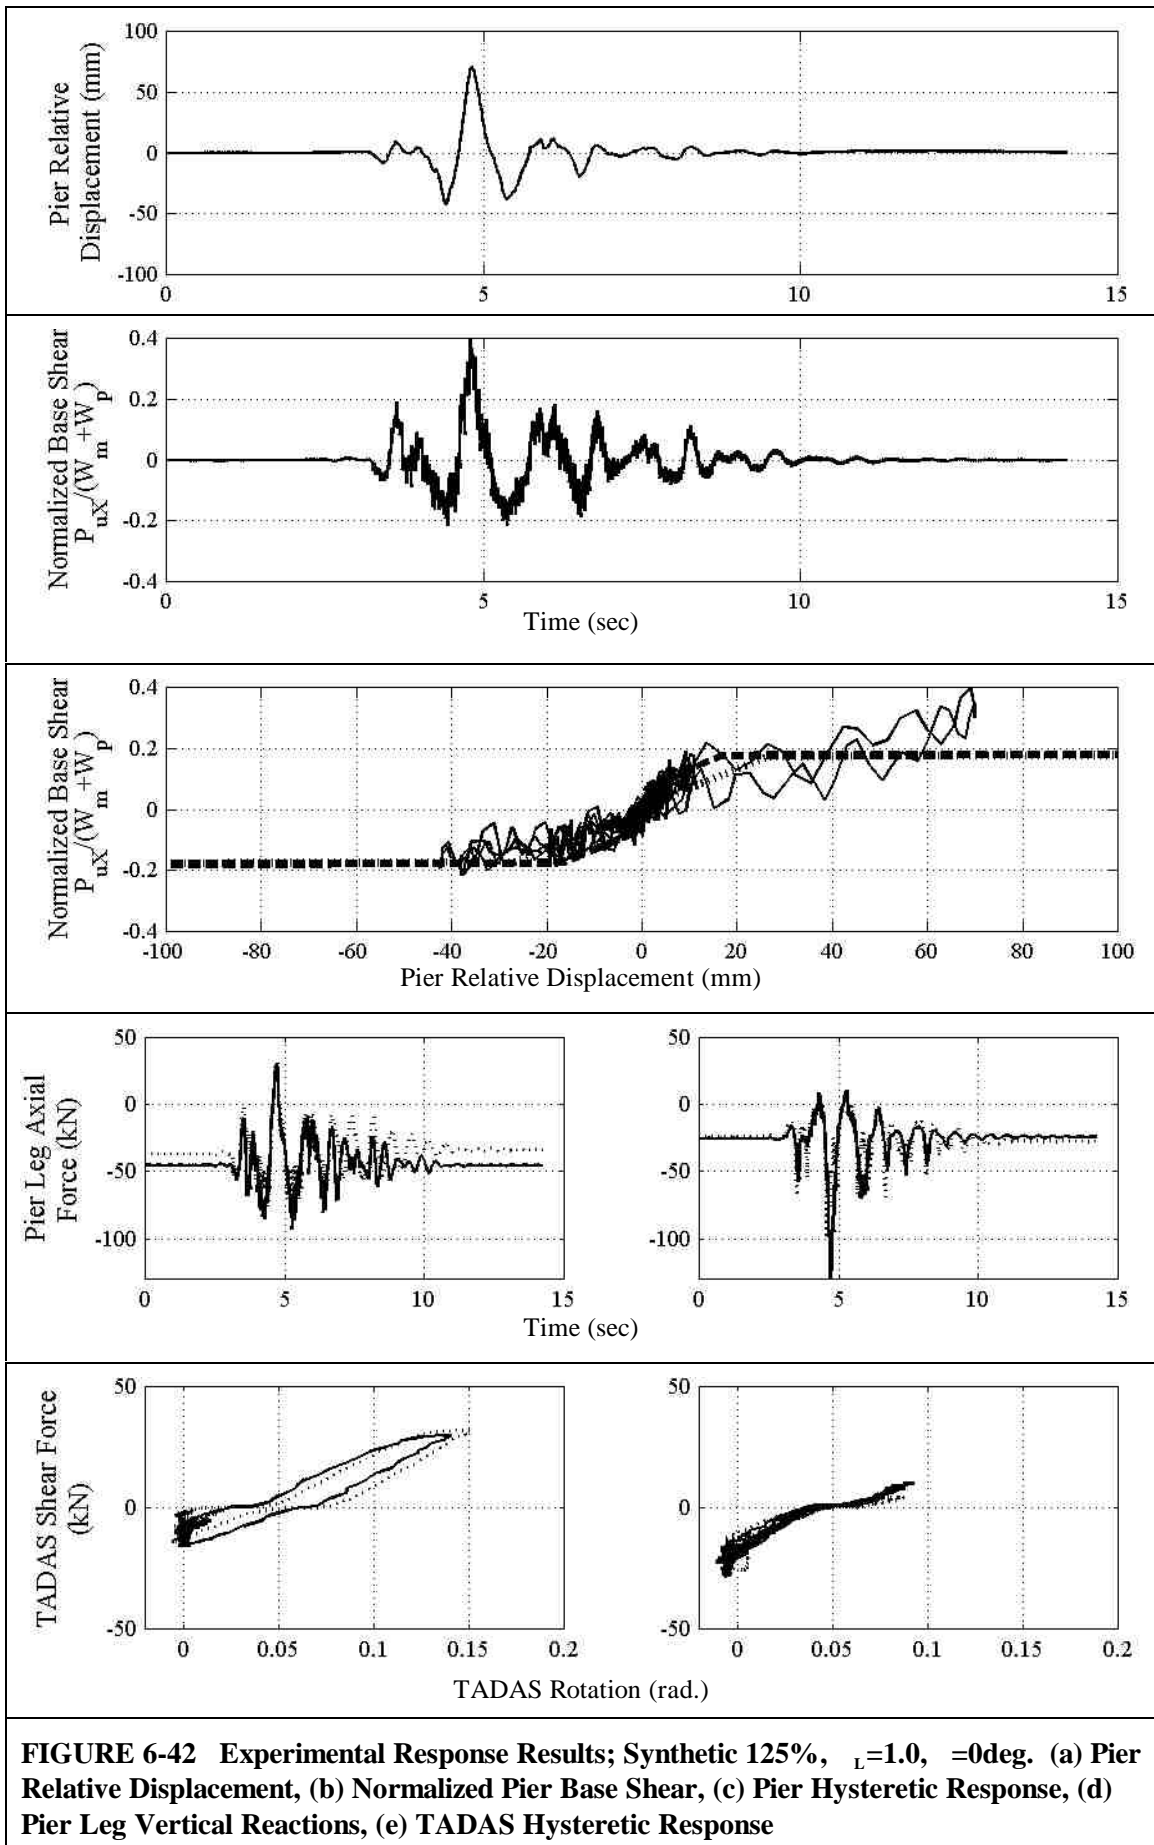 Pier Relative
Displacement (mm)
100
50
0
-50
-100
0 5 10 15
Normalized Base Shear
P_uX/(W_m+W_p)
0.4
0.2
0
-0.2
-0.4
0 5 10 15
Time (sec)
Normalized Base Shear
P_uX/(W_m+W_p)
0.4
0.2
0
-0.2
-0.4
-100 -80 -60 -40 -20 0 20 40 60 80 100
Pier Relative Displacement (mm)
Pier Leg Axial
Force (kN)
50
0
-50
-100
0 5 10 15
50
0
-50
-100
0 5 10 15
Time (sec)
TADAS Shear Force
(kN)
50
0
-50
0 0.05 0.1 0.15 0.2
50
0
-50
0 0.05 0.1 0.15 0.2
TADAS Rotation (rad.)
FIGURE 6-42 Experimental Response Results; Synthetic 125%, L=1.0, =0deg. (a) Pier
Relative Displacement, (b) Normalized Pier Base Shear, (c) Pier Hysteretic Response, (d)
Pier Leg Vertical Reactions, (e) TADAS Hysteretic Response